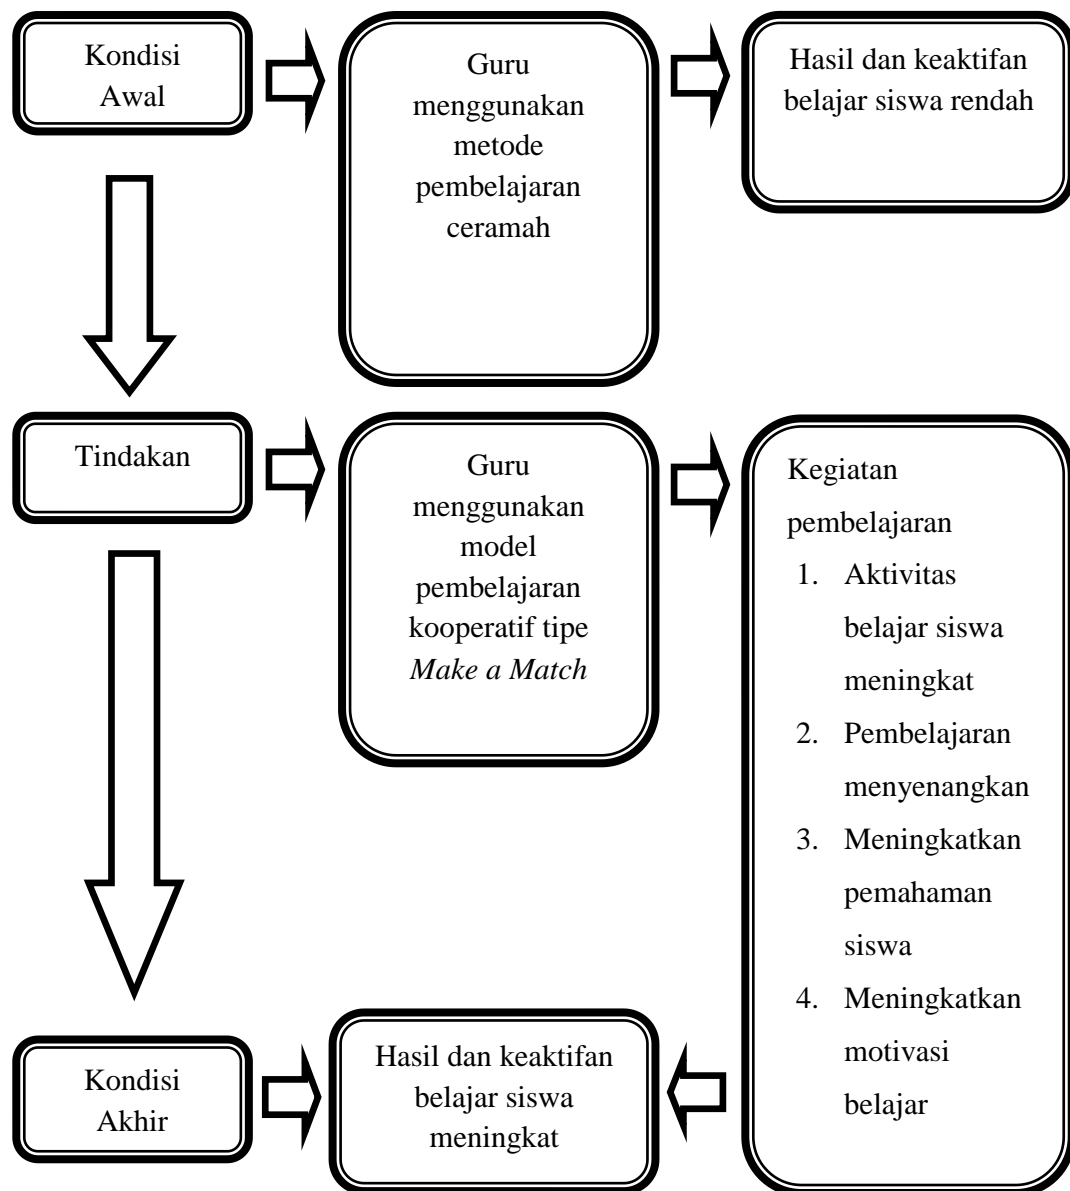 Kondisi
Awal
Guru
menggunakan
metode
pembelajaran
ceramah
Hasil dan keaktifan
belajar siswa rendah
Tindakan
Guru
menggunakan
model
pembelajaran
kooperatif tipe
Make a Match
Kegiatan
pembelajaran
1. Aktivitas
belajar siswa
meningkat
2. Pembelajaran
menyenangkan
3. Meningkatkan
pemahaman
siswa
4. Meningkatkan
motivasi
belajar
Kondisi
Akhir
Hasil dan keaktifan
belajar siswa
meningkat